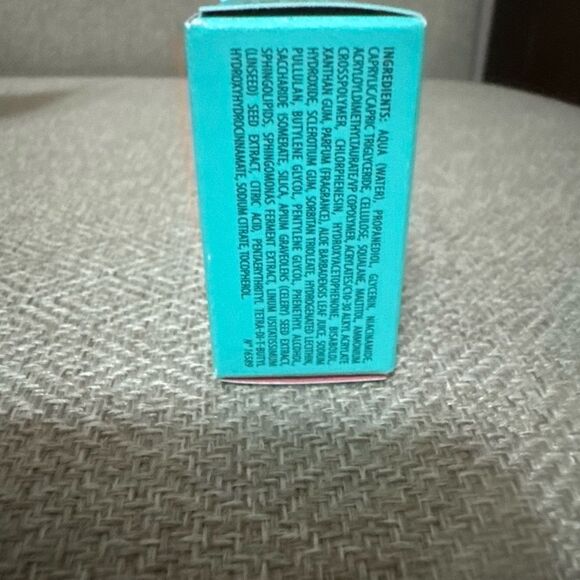 INGREDIENTS: AQUA (WATER), PROPANEDIOL, GLYCERIN, NIACINAMIDE,
CAPRYLIC/CAPRIC TRIGLYCERIDE, CELLULOSE, SQUALANE, MALTITOL, AMMONIUM
ACRYLOYLDIMETHYLTAURATE/VP COPOLYMER, ACRYLATES/C10-30 ALKYL ACRYLATE
CROSSPOLYMER, CHLORPHENESIN, HYDROXYACETOPHENONE, BISABOLOL,
XANTHAN GUM, PARFUM (FRAGRANCE), ALOE BARBADENSIS LEAF JUICE, SODIUM
HYDROXIDE, SCLEROTIUM GUM, SORBITAN TRIOLEATE, HYDROGENATED LECITHIN,
PULLULAN, BUTYLENE GLYCOL, PENTYLENE GLYCOL, PHENETHYL ALCOHOL,
SACCHARIDE ISOMERATE, SILICA, APIUM GRAVEOLENS (CELERY) SEED EXTRACT,
SPHINGOLIPIDS, SPHINGOMONAS FERMENT EXTRACT, LINUM USITATISSIMUM
(LINSEED) SEED EXTRACT, CITRIC ACID, PENTAERYTHRITYL TETRA-DI-T-BUTYL
HYDROXYHYDROCINNAMATE, SODIUM CITRATE, TOCOPHEROL. N° 16589